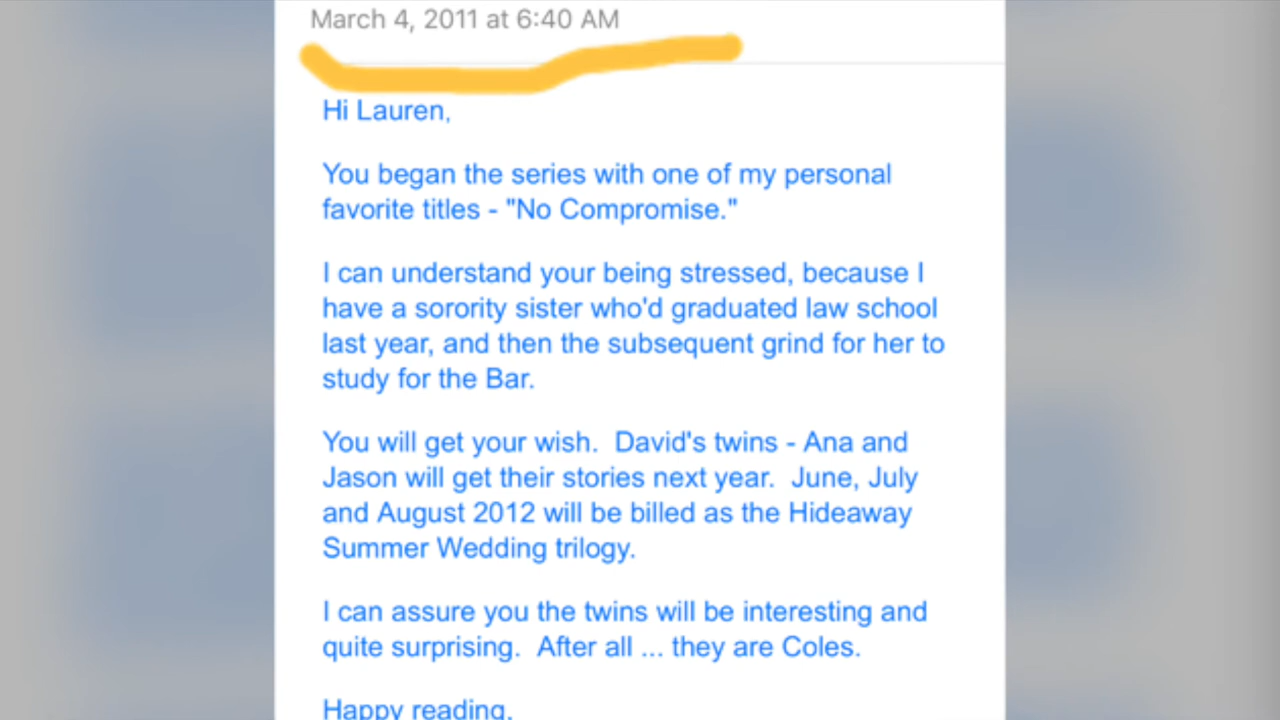 March 4, 2011 at 6:40 AM
Hi Lauren,
You began the series with one of my personal
favorite titles - "No Compromise."
I can understand your being stressed, because I
have a sorority sister who'd graduated law school
last year, and then the subsequent grind for her to
study for the Bar.
You will get your wish.  David's twins - Ana and
Jason will get their stories next year.  June, July
and August 2012 will be billed as the Hideaway
Summer Wedding trilogy.
I can assure you the twins will be interesting and
quite surprising.  After all ... they are Coles.
Happy reading,